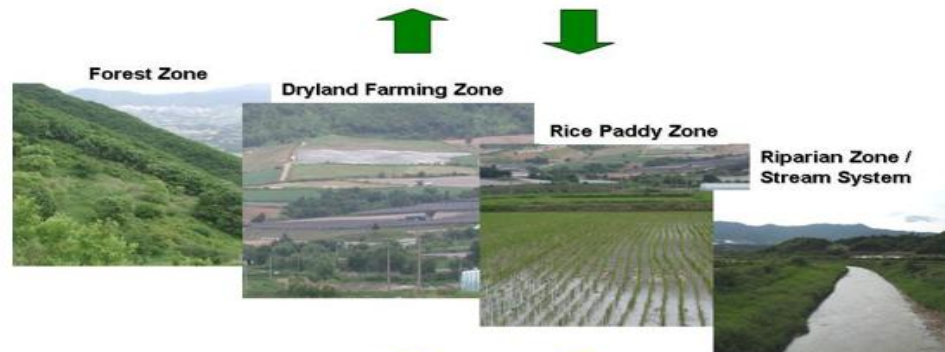 Forest Zone
Dryland Farming Zone
Rice Paddy Zone
Riparian Zone /
Stream System